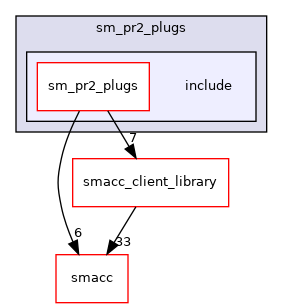 sm_pr2_plugs
sm_pr2_plugs include
7
smacc_client_library
6 33
smacc